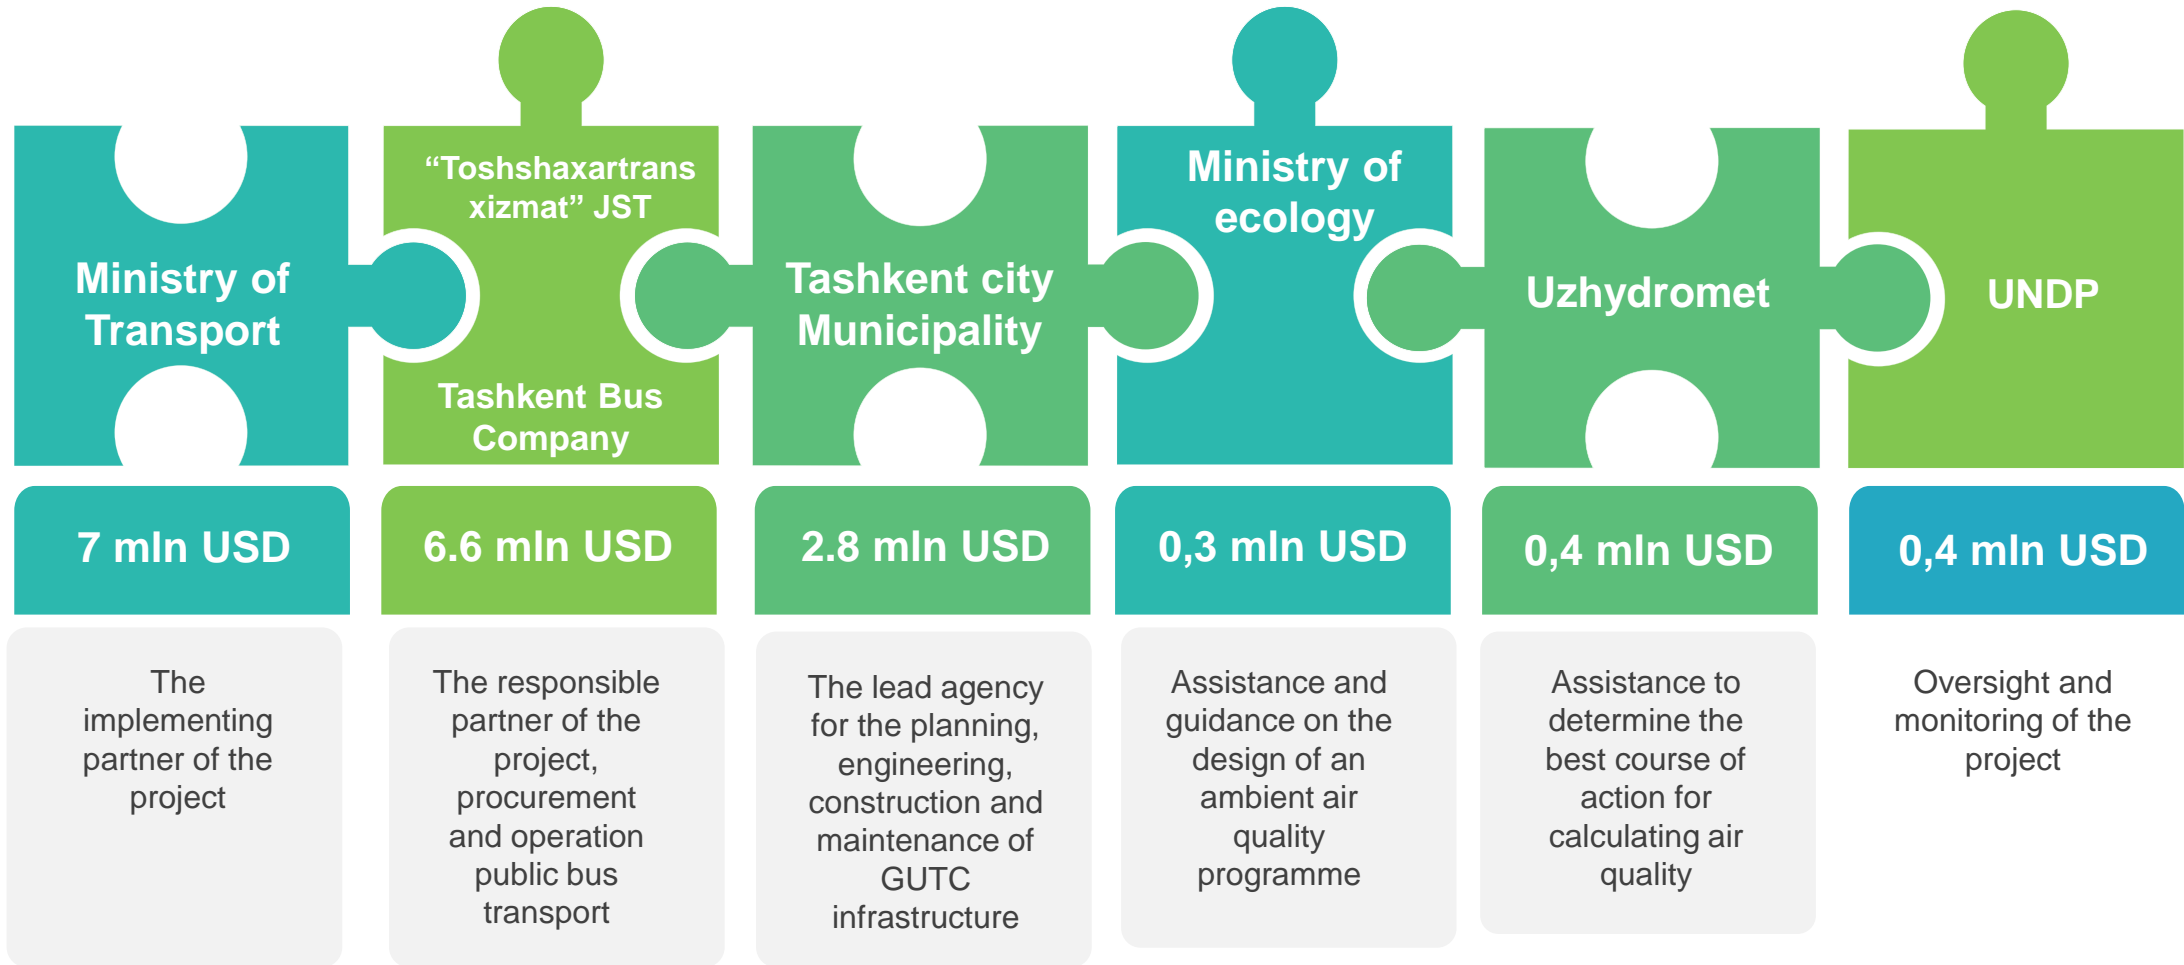 Ministry of
Transport
“Toshshaxartrans
xizmat” JST
Tashkent Bus
Company
Tashkent city
Municipality
Ministry of
ecology
Uzhydromet
UNDP
7 mln USD
6.6 mln USD
2.8 mln USD
0,3 mln USD
0,4 mln USD
0,4 mln USD
The
implementing
partner of the
project
The responsible
partner of the
project,
procurement
and operation
public bus
transport
The lead agency
for the planning,
engineering,
construction and
maintenance of
GUTC
infrastructure
Assistance and
guidance on the
design of an
ambient air
quality
programme
Assistance to
determine the
best course of
action for
calculating air
quality
Oversight and
monitoring of the
project